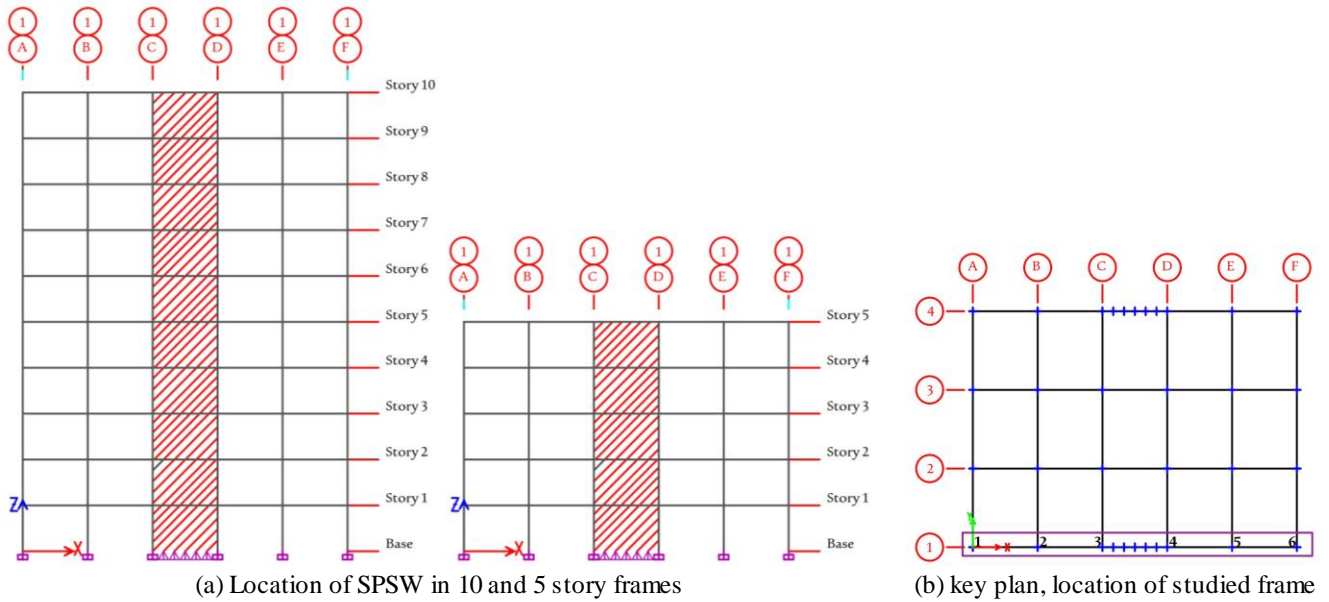 1 1 1 1 1 1
A B C D E F
Story 10
Story 9
Story 8
Story 7
Story 6
Story 5
Story 4
Story 3
Story 2
Story 1
Base
Z
X
1 1 1 1 1 1
A B C D E F
Story 5
Story 4
Story 3
Story 2
Story 1
Base
Z
X
A B C D E F
4
3
2
1
Y
X
1 2 3 4 5 6
(a) Location of SPSW in 10 and 5 story frames
(b) key plan, location of studied frame